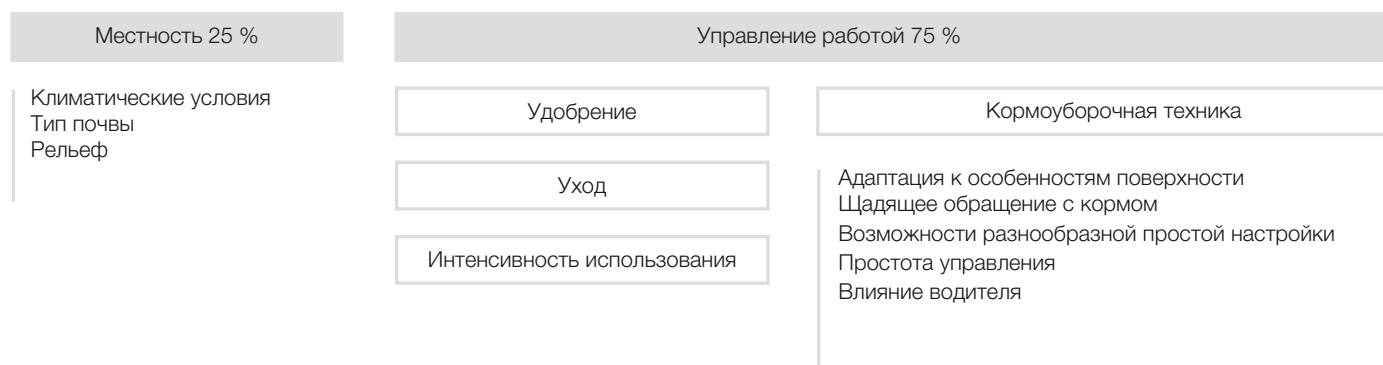 Местность 25 %
Управление работой 75 %
Климатические условия
Тип почвы
Рельеф
Удобрение
Уход
Интенсивность использования
Кормоуборочная техника
Адаптация к особенностям поверхности
Щадящее обращение с кормом
Возможности разнообразной простой настройки
Простота управления
Влияние водителя